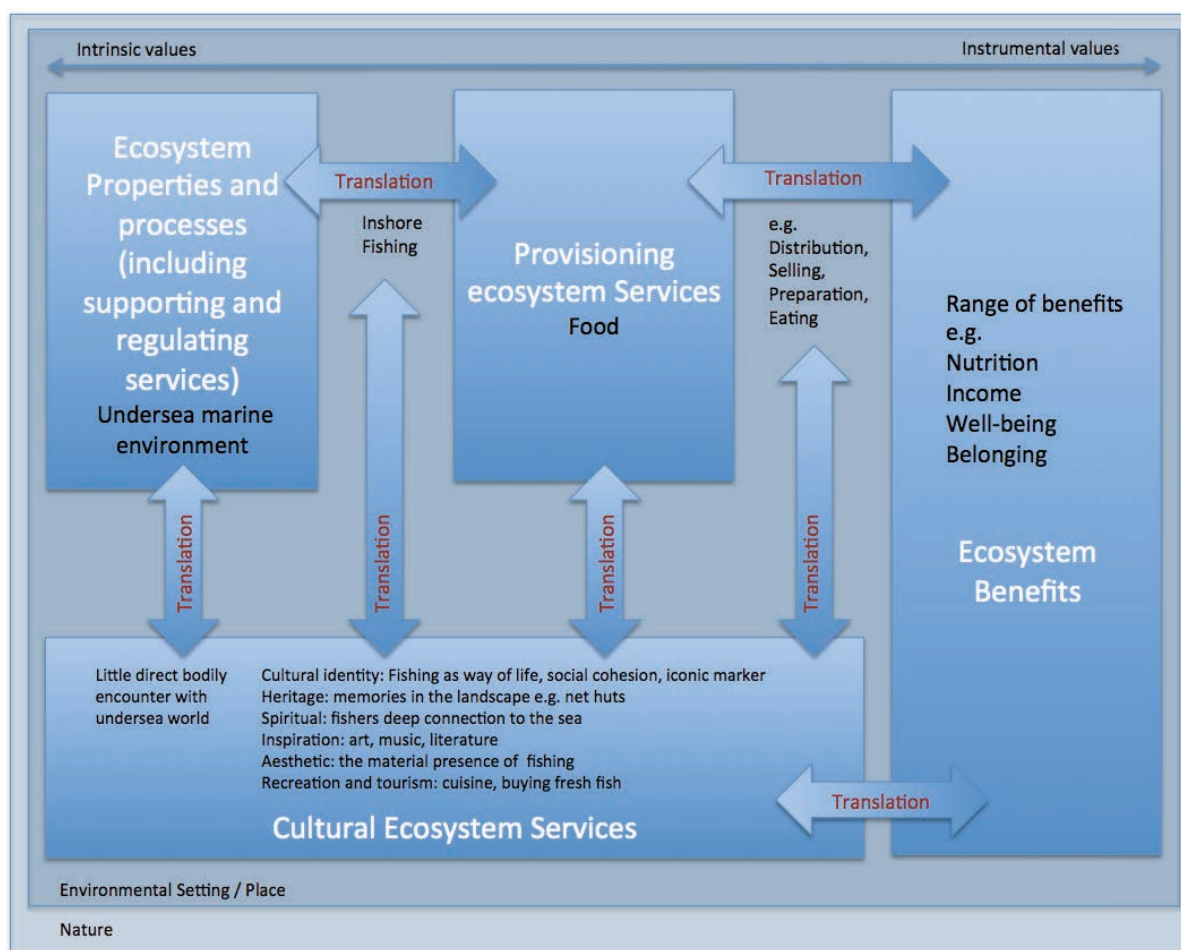 Intrinsic values
Instrumental values
Ecosystem
Properties and
processes
(including
supporting and
regulating
services)
Undersea marine
environment
Translation
Inshore
Fishing
Provisioning
ecosystem Services
Food
Translation
e.g.
Distribution,
Selling,
Preparation,
Eating
Range of benefits
e.g.
Nutrition
Income
Well-being
Belonging
Ecosystem
Benefits
Translation
Translation
Translation
Translation
Little direct bodily
encounter with
undersea world
Cultural identity: Fishing as way of life, social cohesion, iconic marker
Heritage: memories in the landscape e.g. net huts
Spiritual: fishers deep connection to the sea
Inspiration: art, music, literature
Aesthetic: the material presence of fishing
Recreation and tourism: cuisine, buying fresh fish
Cultural Ecosystem Services
Translation
Environmental Setting / Place
Nature